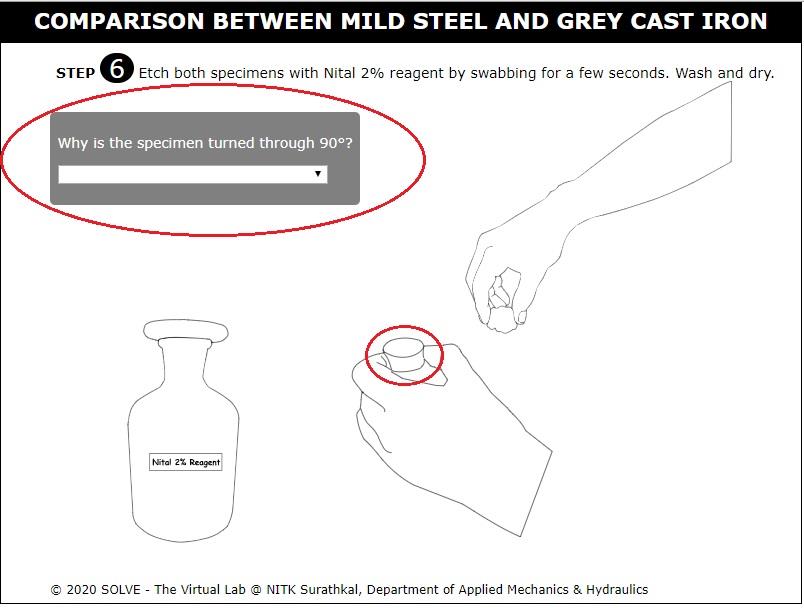 COMPARISON BETWEEN MILD STEEL AND GREY CAST IRON
STEP 6 Etch both specimens with Nital 2% reagent by swabbing for a few seconds. Wash and dry.
Why is the specimen turned through 90°?
Nital 2% Reagent
© 2020 SOLVE - The Virtual Lab @ NITK Surathkal, Department of Applied Mechanics & Hydraulics